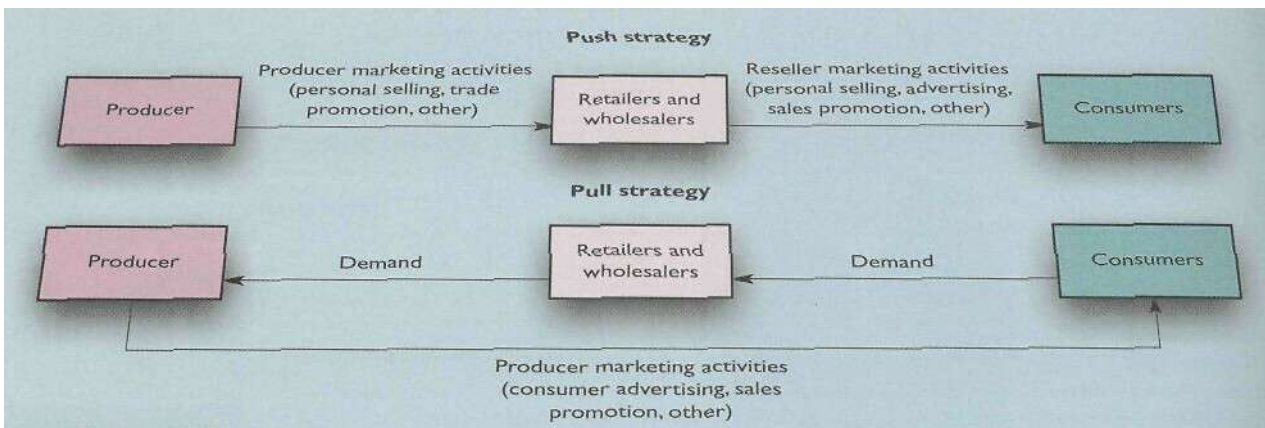 Push strategy
Producer marketing activities
(personal selling, trade
promotion, other)
Reseller marketing activities
(personal selling, advertising,
sales promotion, other)
Producer
Retailers and
wholesalers
Consumers
Pull strategy
Producer
Demand
Retailers and
wholesalers
Demand
Consumers
Producer marketing activities
(consumer advertising, sales
promotion, other)